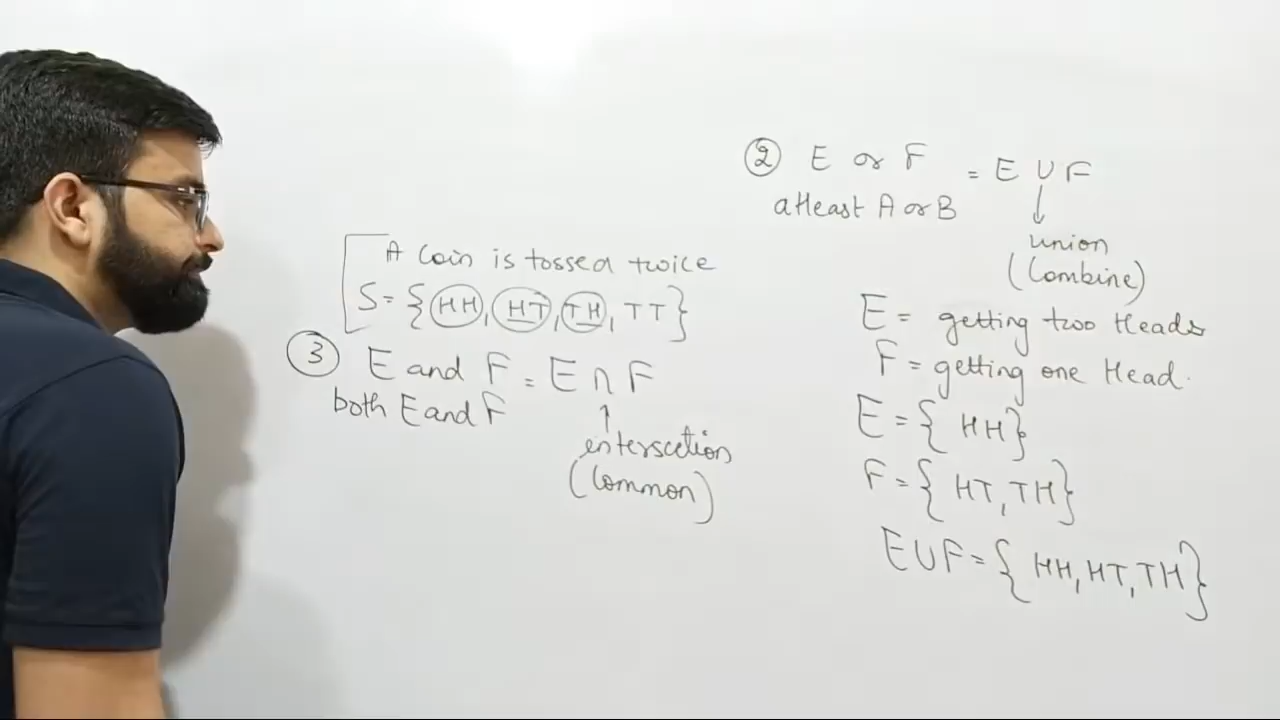 A Coin is tossed twice
S = {HH, HT, TH, TT}
③ E and F = E ∩ F
both E and F
↑
enterscetion
(Common)
② E or F = E ∪ F
atleast A or B
↓
union
(Combine)
E = getting two Heads
F = getting one Head.
E = { HH}
F = { HT, TH}
E∪F = { HH, HT, TH}